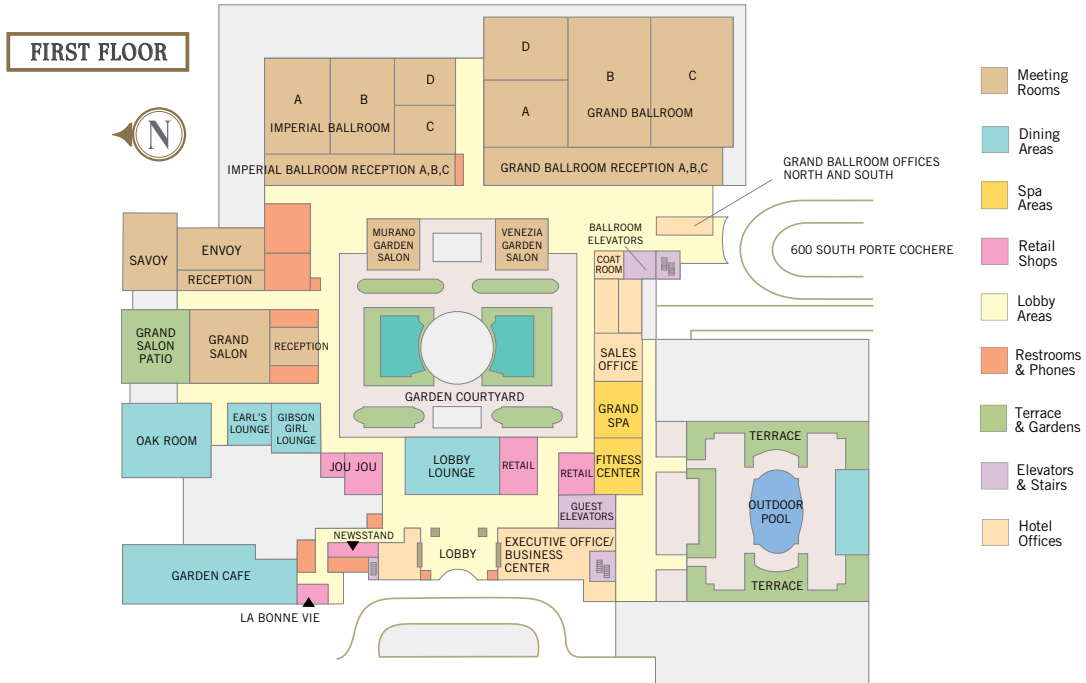 FIRST FLOOR
N
A
B
D
C
IMPERIAL BALLROOM
IMPERIAL BALLROOM RECEPTION A,B,C
D
A
B
C
GRAND BALLROOM
GRAND BALLROOM RECEPTION A,B,C
GRAND BALLROOM OFFICES
NORTH AND SOUTH
600 SOUTH PORTE COCHERE
BALLROOM
ELEVATORS
COAT
ROOM
MURANO
GARDEN
SALON
VENEZIA
GARDEN
SALON
SAVOY
ENVOY
RECEPTION
GRAND
SALON
PATIO
GRAND
SALON
RECEPTION
GARDEN COURTYARD
SALES
OFFICE
GRAND
SPA
FITNESS
CENTER
OAK ROOM
EARL'S
LOUNGE
GIBSON
GIRL
LOUNGE
JOU JOU
LOBBY
LOUNGE
RETAIL
RETAIL
GUEST
ELEVATORS
TERRACE
OUTDOOR
POOL
TERRACE
NEWSSTAND
LOBBY
EXECUTIVE OFFICE/
BUSINESS
CENTER
GARDEN CAFE
LA BONNE VIE
Meeting
Rooms
Dining
Areas
Spa
Areas
Retail
Shops
Lobby
Areas
Restrooms
& Phones
Terrace
& Gardens
Elevators
& Stairs
Hotel
Offices